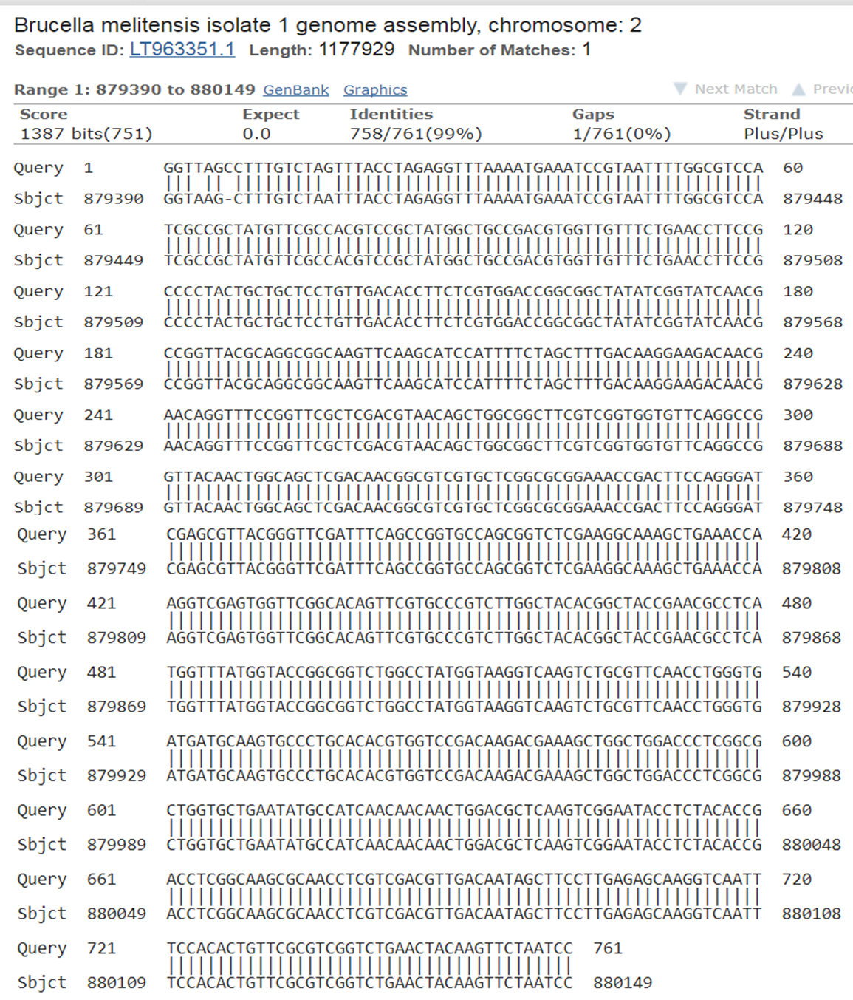 Brucella melitensis isolate 1 genome assembly, chromosome: 2
Sequence ID: LT963351.1 Length: 1177929 Number of Matches: 1
Range 1: 879390 to 880149 GenBank Graphics Next Match Previ
Score Expect Identities Gaps Strand
1387 bits(751) 0.0 758/761(99%) 1/761(0%) Plus/Plus
Query 1 GGTTAGCCTTTGTCTAGTTTACCTAGAGGTTTAAAATGAAATCCGTAATTTTGGCGTCCA 60
Sbjct 879390 GGTAAG-CTTTGTCTAATTTACCTAGAGGTTTAAAATGAAATCCGTAATTTTGGCGTCCA 879448
Query 61 TCGCCGCTATGTTCGCCACGTCCGCTATGGCTGCCGACGTGGTTGTTTCTGAACCTTCCG 120
Sbjct 879449 TCGCCGCTATGTTCGCCACGTCCGCTATGGCTGCCGACGTGGTTGTTTCTGAACCTTCCG 879508
Query 121 CCCCTACTGCTGCTCCTGTTGACACCTTCTCGTGGACCGGCGGCTATATCGGTATCAACG 180
Sbjct 879509 CCCCTACTGCTGCTCCTGTTGACACCTTCTCGTGGACCGGCGGCTATATCGGTATCAACG 879568
Query 181 CCGGTTACGCAGGCGGCAAGTTCAAGCATCCATTTTCTAGCTTTGACAAGGAAGACAACG 240
Sbjct 879569 CCGGTTACGCAGGCGGCAAGTTCAAGCATCCATTTTCTAGCTTTGACAAGGAAGACAACG 879628
Query 241 AACAGGTTTCCGGTTCGCTCGACGTAACAGCTGGCGGCTTCGTCGGTGGTGTTCAGGCCG 300
Sbjct 879629 AACAGGTTTCCGGTTCGCTCGACGTAACAGCTGGCGGCTTCGTCGGTGGTGTTCAGGCCG 879688
Query 301 GTTACAACTGGCAGCTCGACAACGGCGTCGTGCTCGGCGCGGAAACCGACTTCCAGGGAT 360
Sbjct 879689 GTTACAACTGGCAGCTCGACAACGGCGTCGTGCTCGGCGCGGAAACCGACTTCCAGGGAT 879748
Query 361 CGAGCGTTACGGGTTCGATTTCAGCCGGTGCCAGCGGTCTCGAAGGCAAAGCTGAAACCA 420
Sbjct 879749 CGAGCGTTACGGGTTCGATTTCAGCCGGTGCCAGCGGTCTCGAAGGCAAAGCTGAAACCA 879808
Query 421 AGGTCGAGTGGTTCGGCACAGTTCGTGCCCGTCTTGGCTACACGGCTACCGAACGCCTCA 480
Sbjct 879809 AGGTCGAGTGGTTCGGCACAGTTCGTGCCCGTCTTGGCTACACGGCTACCGAACGCCTCA 879868
Query 481 TGGTTTATGGTACCGGCGGTCTGGCCTATGGTAAGGTCAAGTCTGCGTTCAACCTGGGTG 540
Sbjct 879869 TGGTTTATGGTACCGGCGGTCTGGCCTATGGTAAGGTCAAGTCTGCGTTCAACCTGGGTG 879928
Query 541 ATGATGCAAGTGCCCTGCACACGTGGTCCGACAAGACGAAAGCTGGCTGGACCCTCGGCG 600
Sbjct 879929 ATGATGCAAGTGCCCTGCACACGTGGTCCGACAAGACGAAAGCTGGCTGGACCCTCGGCG 879988
Query 601 CTGGTGCTGAATATGCCATCAACAACAACTGGACGCTCAAGTCGGAATACCTCTACACCG 660
Sbjct 879989 CTGGTGCTGAATATGCCATCAACAACAACTGGACGCTCAAGTCGGAATACCTCTACACCG 880048
Query 661 ACCTCGGCAAGCGCAACCTCGTCGACGTTGACAATAGCTTCCTTGAGAGCAAGGTCAATT 720
Sbjct 880049 ACCTCGGCAAGCGCAACCTCGTCGACGTTGACAATAGCTTCCTTGAGAGCAAGGTCAATT 880108
Query 721 TCCACACTGTTCGCGTCGGTCTGAACTACAAGTTCTAATCC 761
Sbjct 880109 TCCACACTGTTCGCGTCGGTCTGAACTACAAGTTCTAATCC 880149